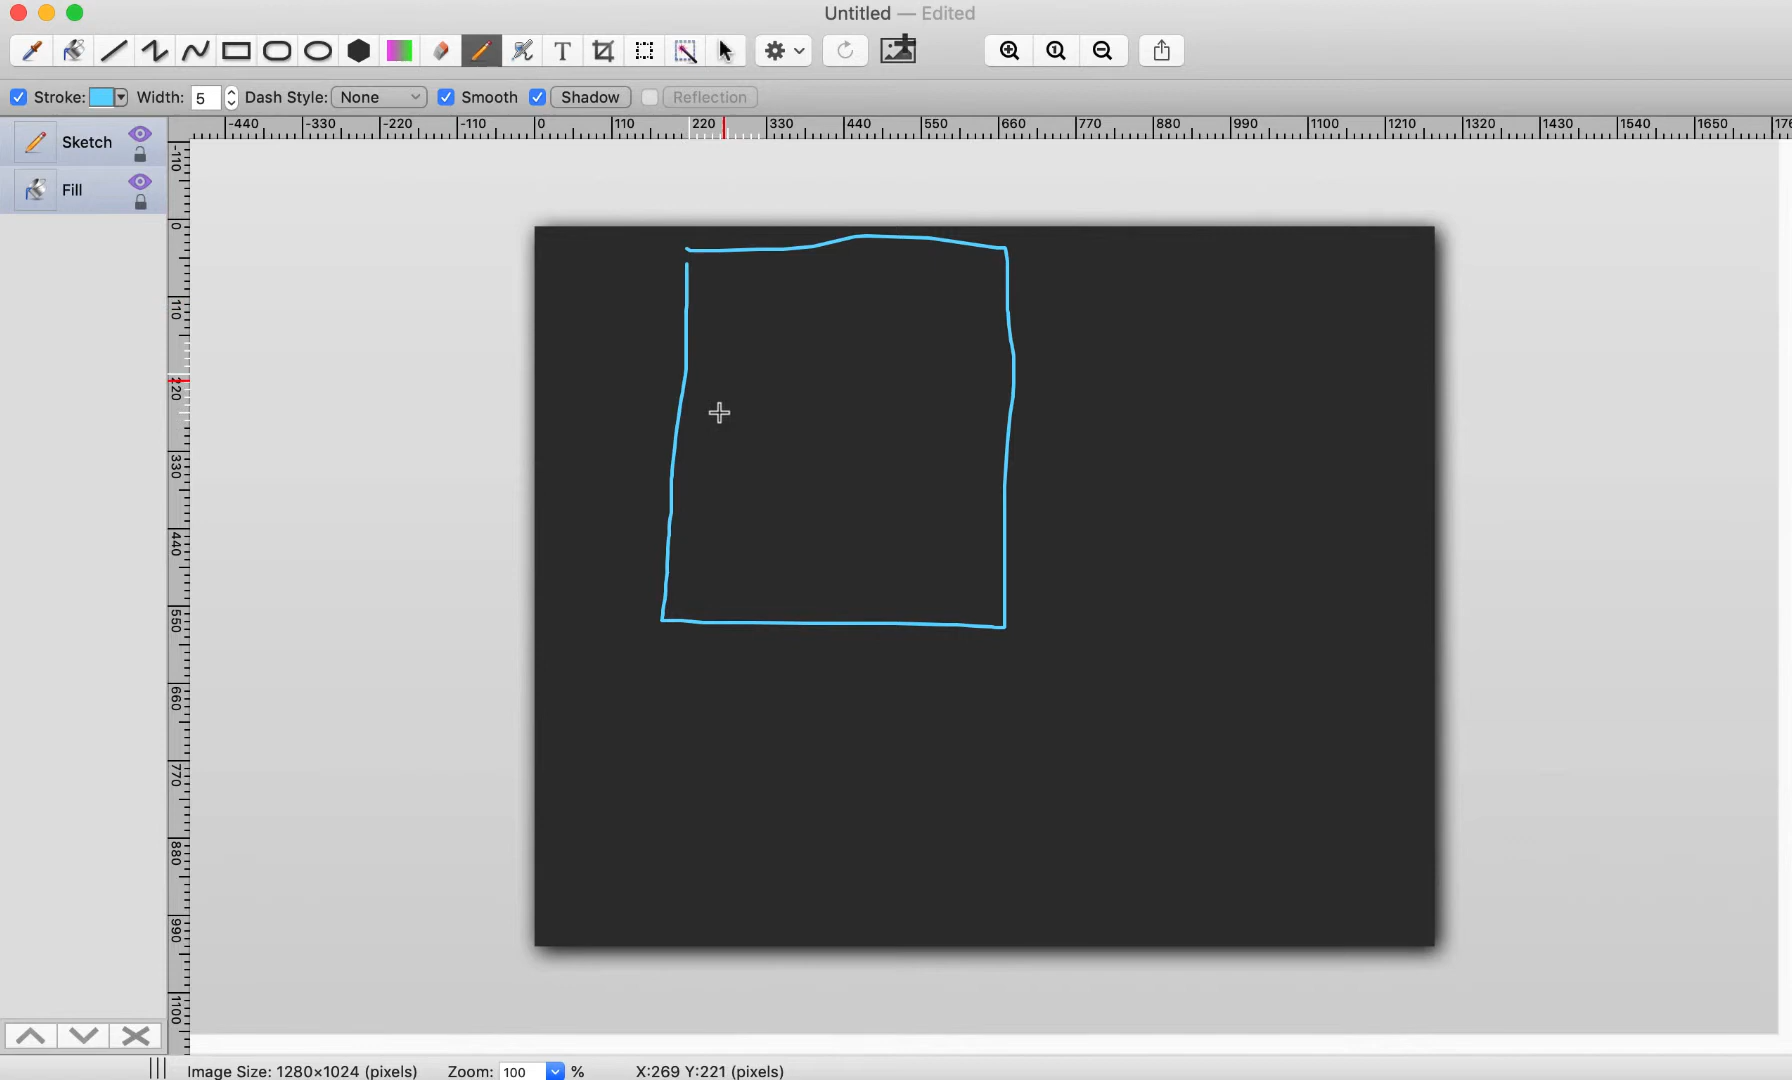 Untitled — Edited
Stroke: Width: 5 Dash Style: None Smooth Shadow Reflection
-440 -330 -220 -110 0 110 220 330 440 550 660 770 880 990 1100 1210 1320 1430 1540 1650 176
Sketch
Fill
-110
0
110
220
330
440
550
660
770
880
990
1100
T
1
Image Size: 1280×1024 (pixels) Zoom: 100 % X:269 Y:221 (pixels)